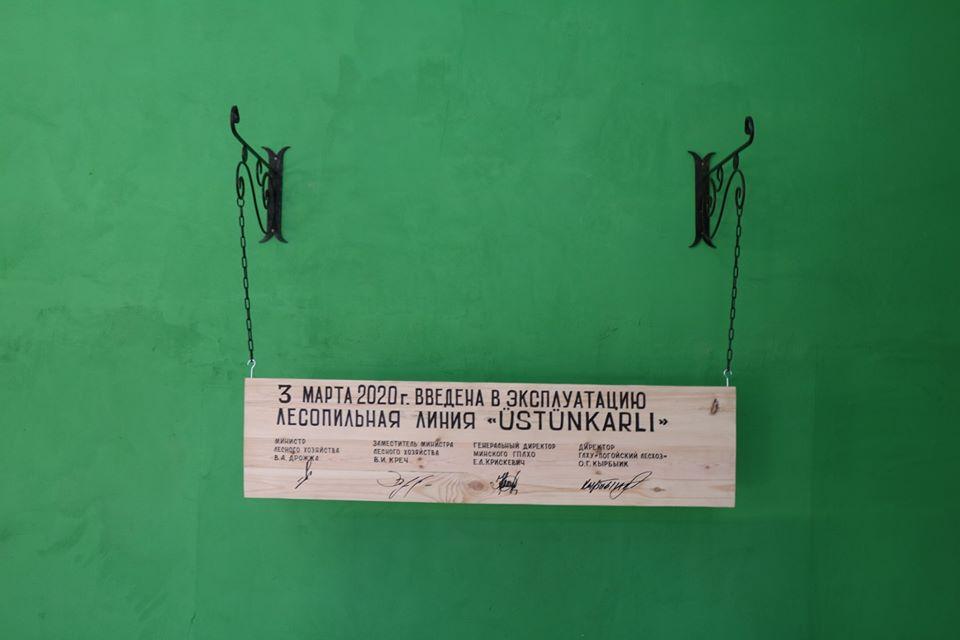 3 МАРТА 2020 г. ВВЕДЕНА В ЭКСПЛУАТАЦИЮ
ЛЕСОПИЛЬНАЯ ЛИНИЯ «ÜSTÜNKARLI»
МИНИСТР
ЛЕСНОГО ХОЗЯЙСТВА
В.А. ДРОЖЖА
ЗАМЕСТИТЕЛЬ МИНИСТРА
ЛЕСНОГО ХОЗЯЙСТВА
В.И. КРЕЧ
ГЕНЕРАЛЬНЫЙ ДИРЕКТОР
МИНСКОГО ГПЛХО
Е.А. КРИСКЕВИЧ
ДИРЕКТОР
ГЛХУ «ЛОГОЙСКИЙ ЛЕСХОЗ»
О.Г. КЫРБЫИК